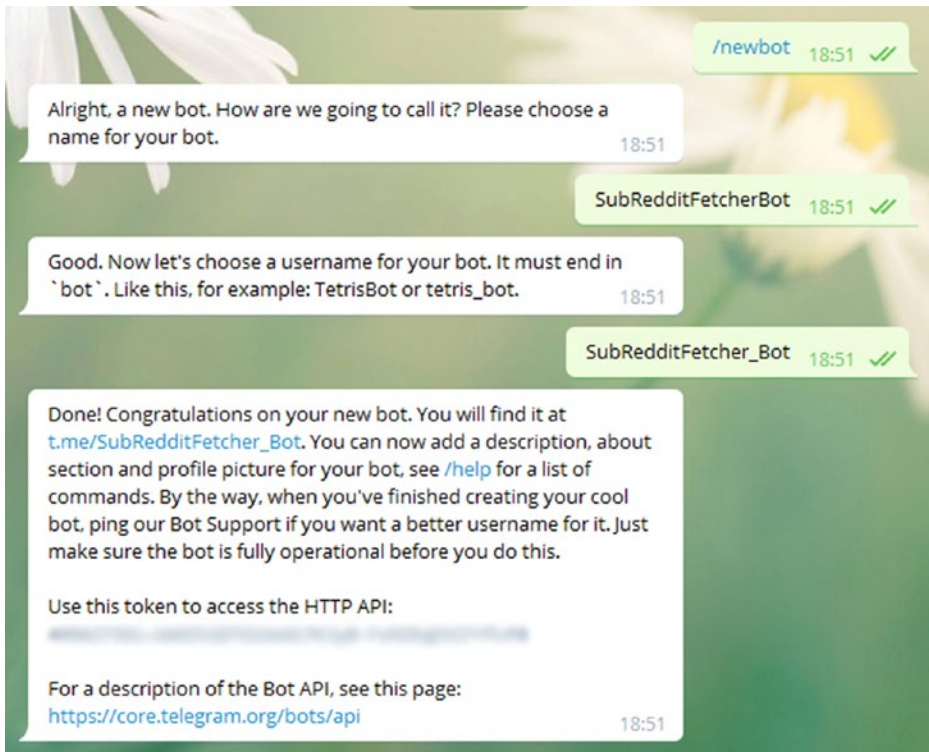 /newbot 18:51
Alright, a new bot. How are we going to call it? Please choose a
name for your bot.
18:51
SubRedditFetcherBot 18:51
Good. Now let's choose a username for your bot. It must end in
`bot`. Like this, for example: TetrisBot or tetris_bot.
18:51
SubRedditFetcher_Bot 18:51
Done! Congratulations on your new bot. You will find it at
t.me/SubRedditFetcher_Bot. You can now add a description, about
section and profile picture for your bot, see /help for a list of
commands. By the way, when you've finished creating your cool
bot, ping our Bot Support if you want a better username for it. Just
make sure the bot is fully operational before you do this.
Use this token to access the HTTP API:
For a description of the Bot API, see this page:
https://core.telegram.org/bots/api
18:51